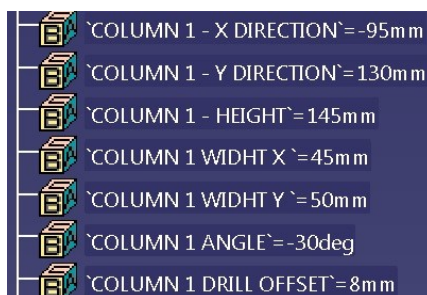 `COLUMN 1 - X DIRECTION`=-95mm
`COLUMN 1 - Y DIRECTION`=130mm
`COLUMN 1 - HEIGHT`=145mm
`COLUMN 1 WIDHT X `=45mm
`COLUMN 1 WIDHT Y `=50mm
`COLUMN 1 ANGLE`=-30deg
`COLUMN 1 DRILL OFFSET`=8mm